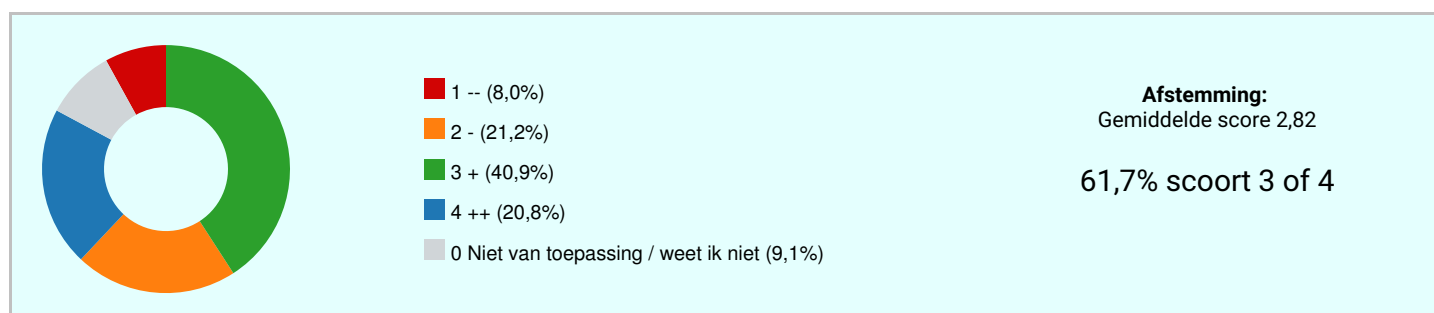 1 -- (8,0%)
2 - (21,2%)
3 + (40,9%)
4 ++ (20,8%)
0 Niet van toepassing / weet ik niet (9,1%)
Afstemming:
Gemiddelde score 2,82
61,7% scoort 3 of 4